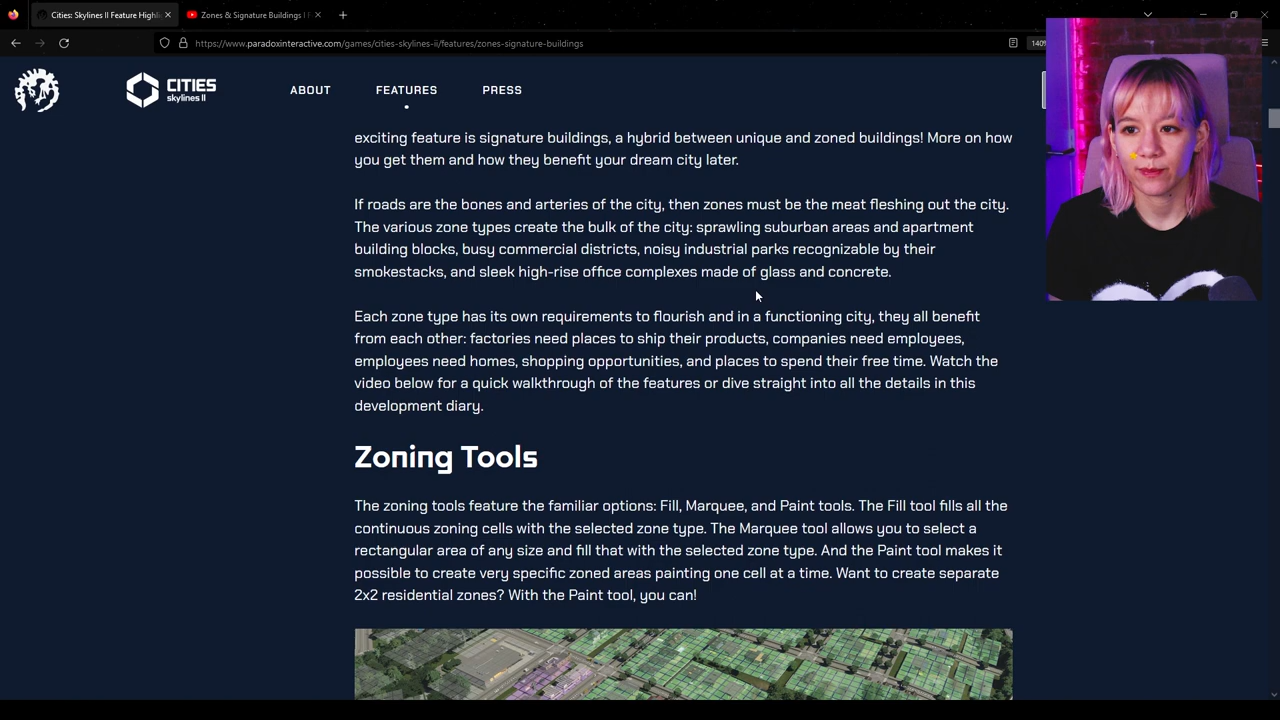 Cities: Skylines II Feature Highli
Zones & Signature Buildings |
https://www.paradoxinteractive.com/games/cities-skylines-ii/features/zones-signature-buildings
140%
CITIES
skylines II
ABOUT
FEATURES
PRESS
exciting feature is signature buildings, a hybrid between unique and zoned buildings! More on how
you get them and how they benefit your dream city later.
If roads are the bones and arteries of the city, then zones must be the meat fleshing out the city.
The various zone types create the bulk of the city: sprawling suburban areas and apartment
building blocks, busy commercial districts, noisy industrial parks recognizable by their
smokestacks, and sleek high-rise office complexes made of glass and concrete.
Each zone type has its own requirements to flourish and in a functioning city, they all benefit
from each other: factories need places to ship their products, companies need employees,
employees need homes, shopping opportunities, and places to spend their free time. Watch the
video below for a quick walkthrough of the features or dive straight into all the details in this
development diary.
Zoning Tools
The zoning tools feature the familiar options: Fill, Marquee, and Paint tools. The Fill tool fills all the
continuous zoning cells with the selected zone type. The Marquee tool allows you to select a
rectangular area of any size and fill that with the selected zone type. And the Paint tool makes it
possible to create very specific zoned areas painting one cell at a time. Want to create separate
2x2 residential zones? With the Paint tool, you can!